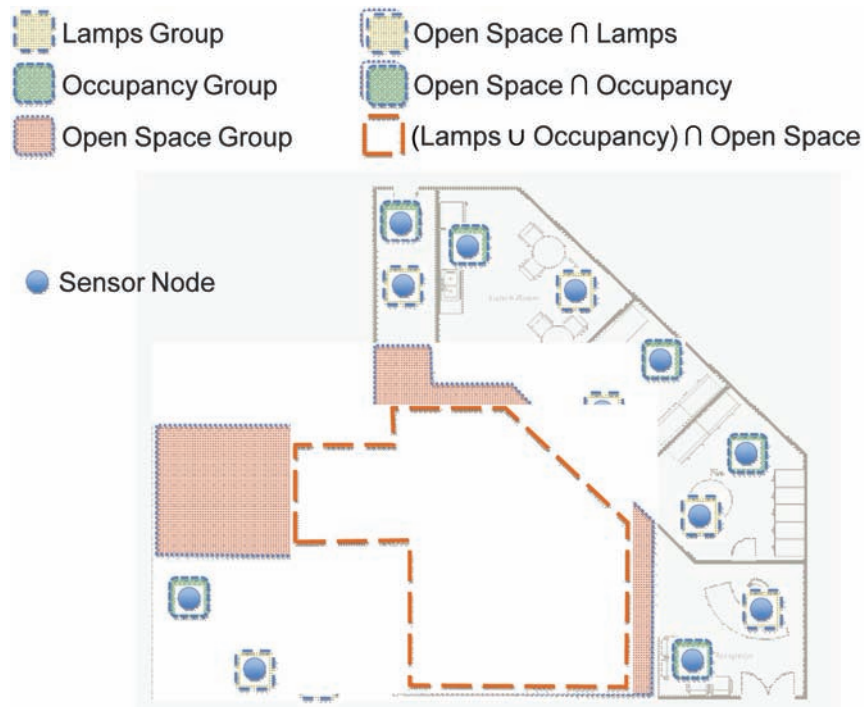 Lamps Group
Open Space ∩ Lamps
Occupancy Group
Open Space ∩ Occupancy
Open Space Group
(Lamps ∪ Occupancy) ∩ Open Space
Sensor Node
Reception